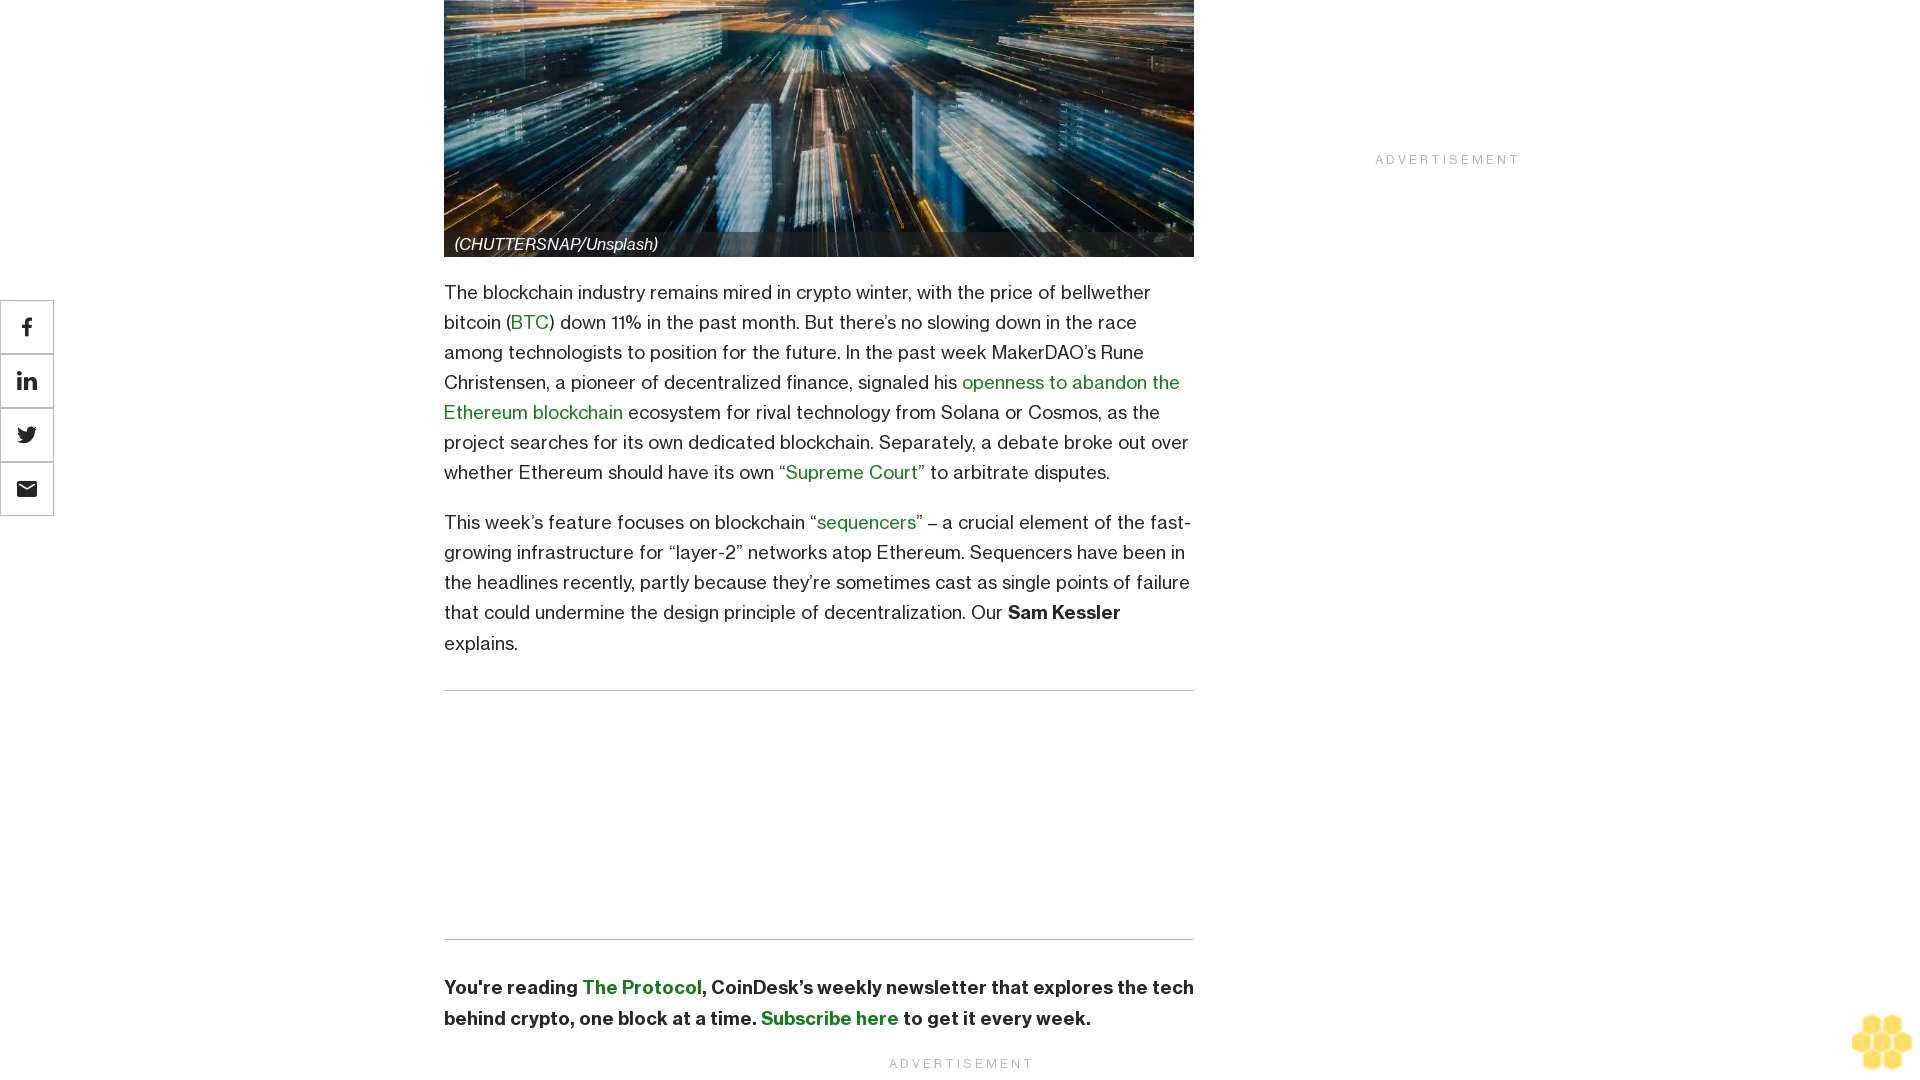 (CHUTTERSNAP/Unsplash)
ADVERTISEMENT
The blockchain industry remains mired in crypto winter, with the price of bellwether
bitcoin (BTC) down 11% in the past month. But there’s no slowing down in the race
among technologists to position for the future. In the past week MakerDAO’s Rune
Christensen, a pioneer of decentralized finance, signaled his openness to abandon the
Ethereum blockchain ecosystem for rival technology from Solana or Cosmos, as the
project searches for its own dedicated blockchain. Separately, a debate broke out over
whether Ethereum should have its own “Supreme Court” to arbitrate disputes.
This week’s feature focuses on blockchain “sequencers” – a crucial element of the fast-
growing infrastructure for “layer-2” networks atop Ethereum. Sequencers have been in
the headlines recently, partly because they’re sometimes cast as single points of failure
that could undermine the design principle of decentralization. Our Sam Kessler
explains.
You're reading The Protocol, CoinDesk’s weekly newsletter that explores the tech
behind crypto, one block at a time. Subscribe here to get it every week.
ADVERTISEMENT